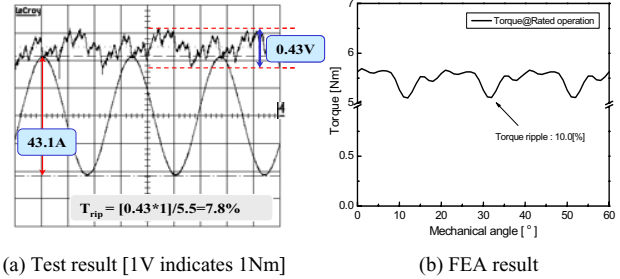 LeCroy
0.43V
43.1A
T_rip = [0.43*1]/5.5=7.8%
(a) Test result [1V indicates 1Nm]
7
Torque@Rated operation
6
5
Torque [Nm]
Torque ripple : 10.0[%]
0.5
0.0
0 10 20 30 40 50 60
Mechanical angle [ ° ]
(b) FEA result